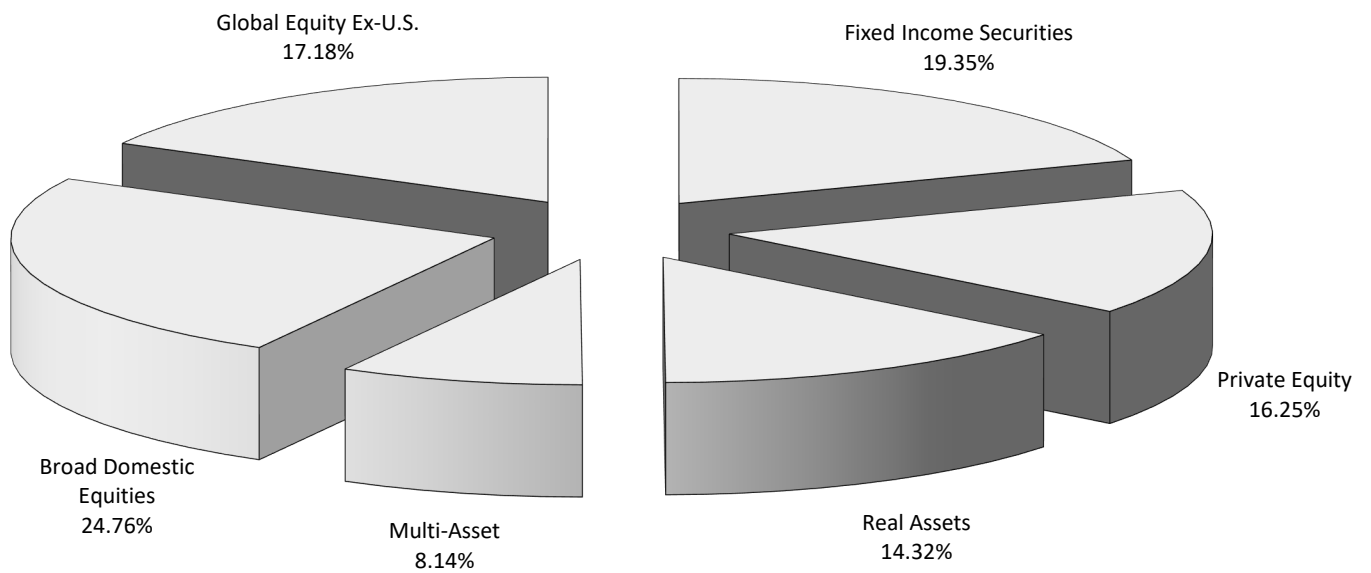 Global Equity Ex-U.S.
17.18%
Fixed Income Securities
19.35%
Private Equity
16.25%
Broad Domestic
Equities
24.76%
Multi-Asset
8.14%
Real Assets
14.32%